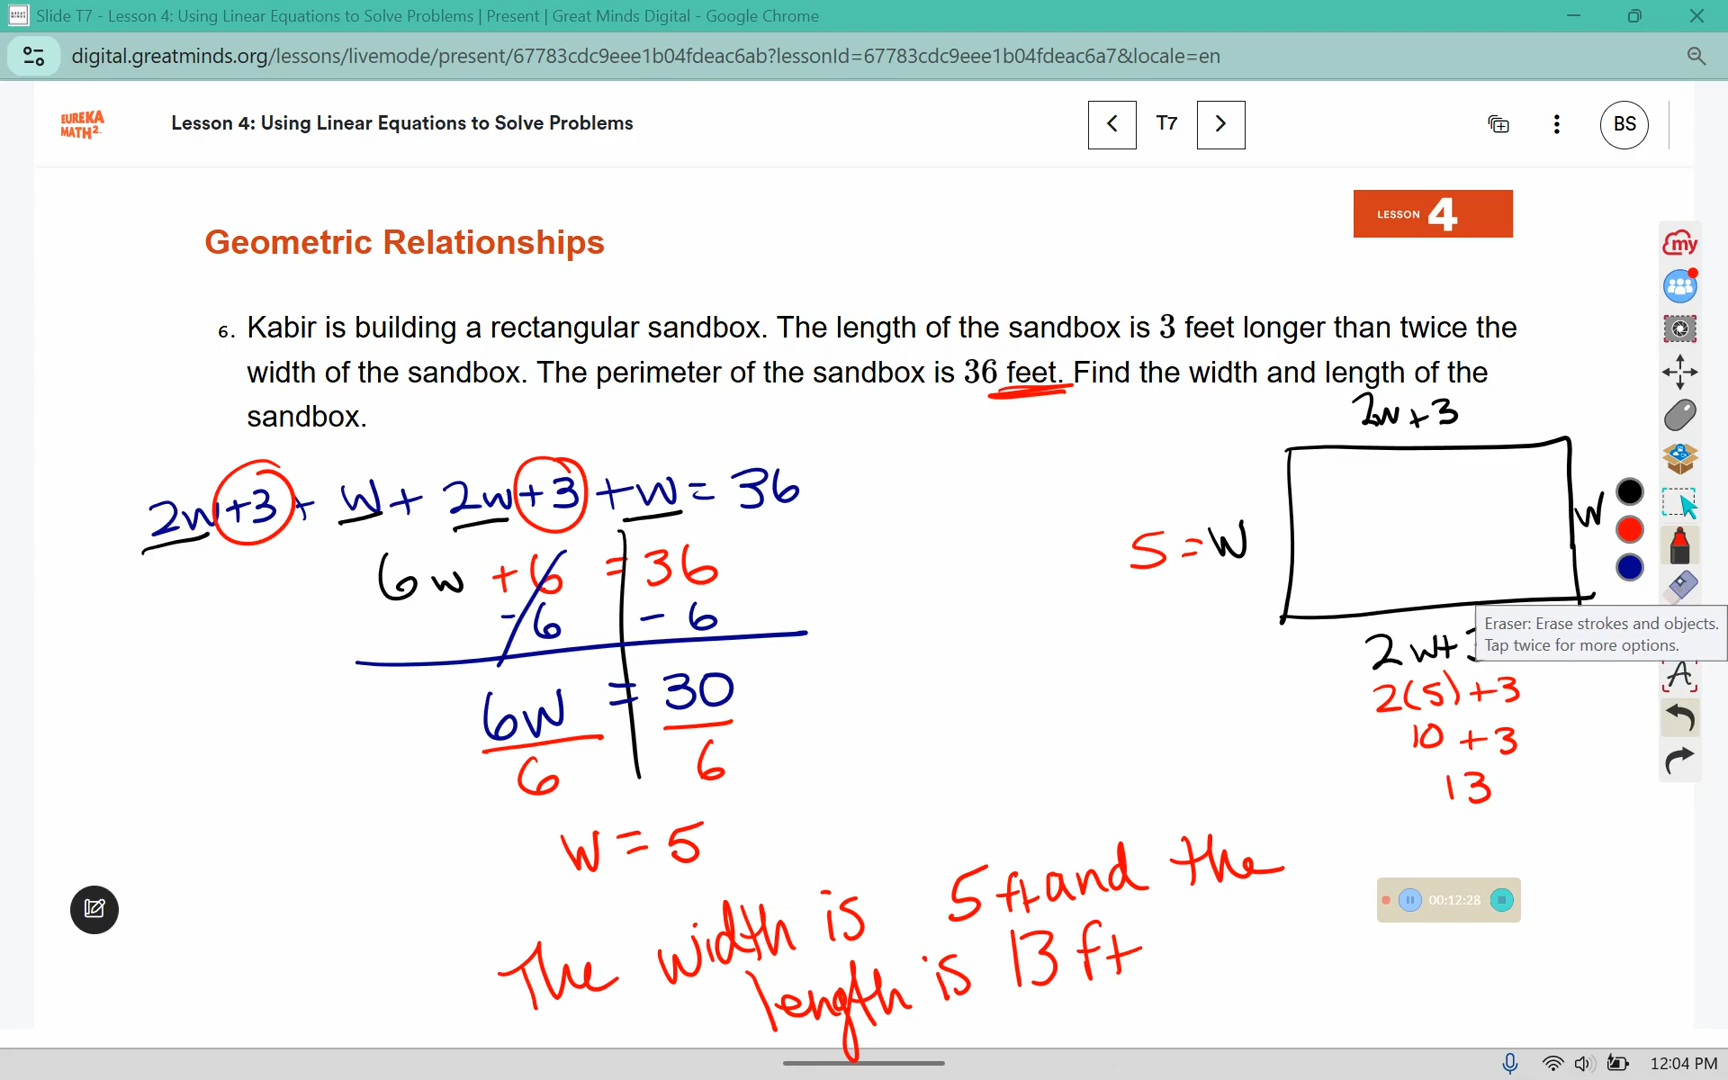 Slide T7 - Lesson 4: Using Linear Equations to Solve Problems | Present | Great Minds Digital - Google Chrome
digital.greatminds.org/lessons/livemode/present/67783cdc9eee1b04fdeac6ab?lessonId=67783cdc9eee1b04fdeac6a7&locale=en
EUREKA
MATH²
Lesson 4: Using Linear Equations to Solve Problems
T7
BS
LESSON 4
Geometric Relationships
6. Kabir is building a rectangular sandbox. The length of the sandbox is 3 feet longer than twice the
width of the sandbox. The perimeter of the sandbox is 36 feet. Find the width and length of the
sandbox.
2w+3
2w+3+ w+ 2w+3 +w= 36
6w +6 = 36
-6 - 6
6w = 30
6 6
w = 5
5=w
w
2w+
2(5)+3
10 +3
13
Eraser: Erase strokes and objects.
Tap twice for more options.
my
A
The width is 5ft and the
length is 13 ft
00:12:28
12:04 PM